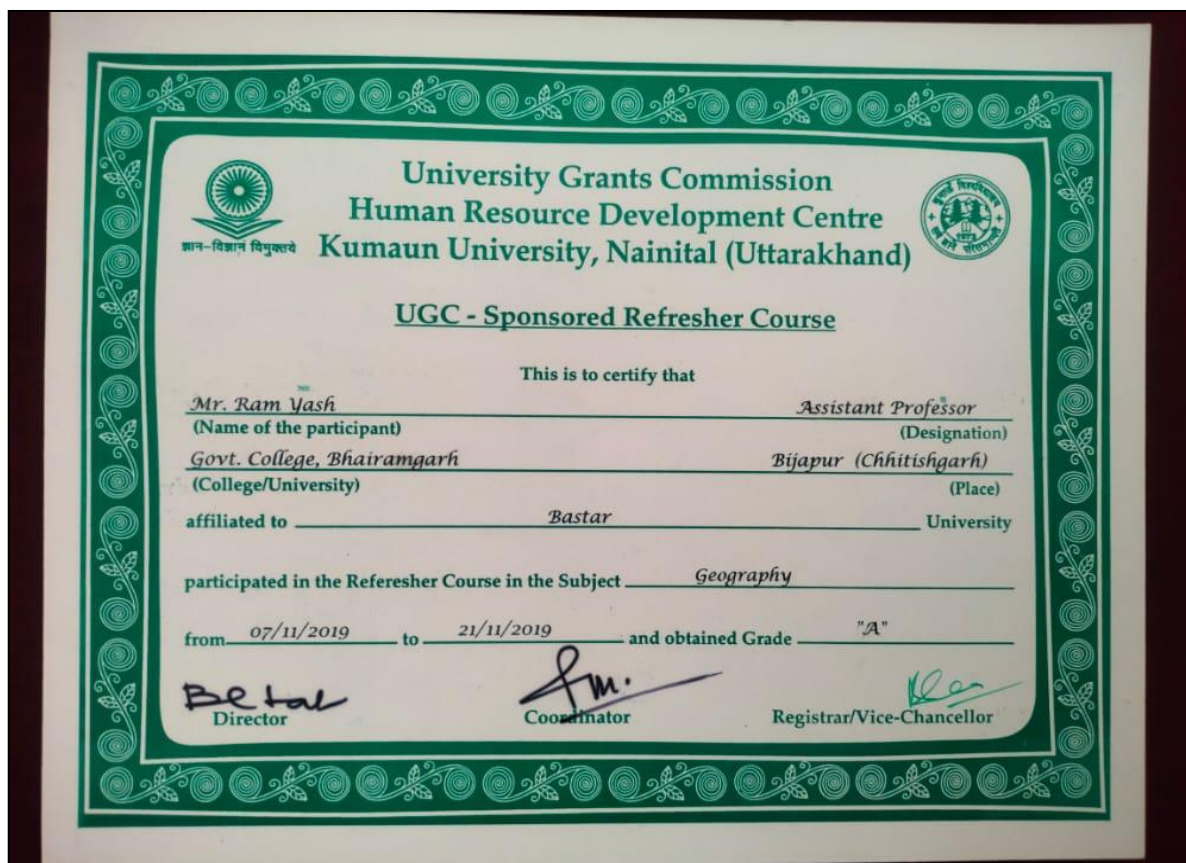 University Grants Commission
Human Resource Development Centre
Kumaun University, Nainital (Uttarakhand)
ज्ञान-विज्ञानं विमुक्तये
UGC - Sponsored Refresher Course
This is to certify that
Mr. Ram Yash Assistant Professor
(Name of the participant) (Designation)
Govt. College, Bhairamgarh Bijapur (Chhitishgarh)
(College/University) (Place)
affiliated to Bastar University
participated in the Referesher Course in the Subject Geography
from 07/11/2019 to 21/11/2019 and obtained Grade "A"
Director Coordinator Registrar/Vice-Chancellor